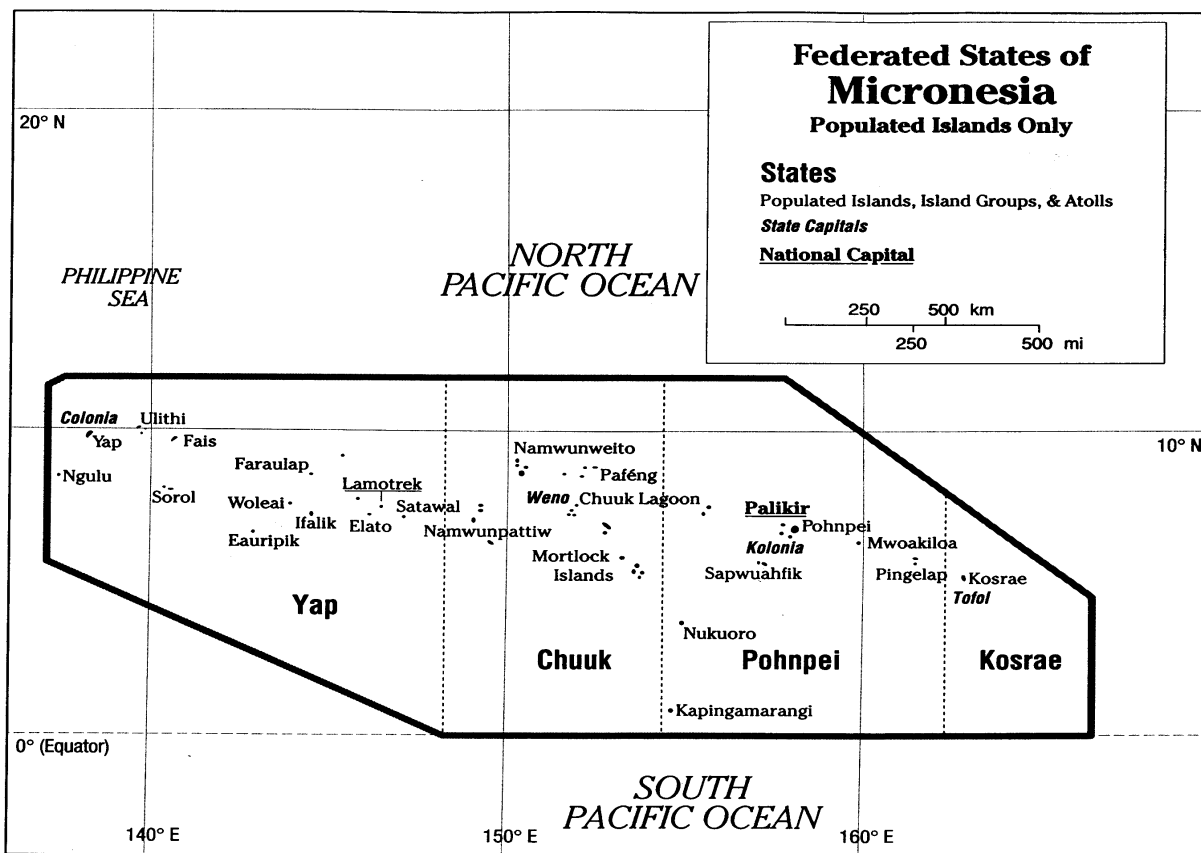 Federated States of
Micronesia
Populated Islands Only
States
Populated Islands, Island Groups, & Atolls
State Capitals
National Capital
250 500 km
250 500 mi
20° N
NORTH
PACIFIC OCEAN
PHILIPPINE
SEA
10° N
Colonia
Ulithi
Yap
Fais
Ngulu
Sorol
Faraulap
Lamotrek
Woleai
Ifalik
Elato
Satawal
Eauripik
Namwunpattiw
Namwunweito
Paféng
Weno
Chuuk Lagoon
Mortlock
Islands
Palikir
Pohnpei
Kolonia
Sapwuahfik
Mwoakiloa
Pingelap
Kosrae
Tofol
Nukuoro
Kapingamarangi
Yap
Chuuk
Pohnpei
Kosrae
0° (Equator)
SOUTH
PACIFIC OCEAN
140° E
150° E
160° E